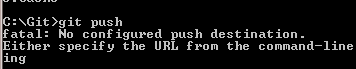 C:\Git>git push
fatal: No configured push destination.
Either specify the URL from the command-line
ing